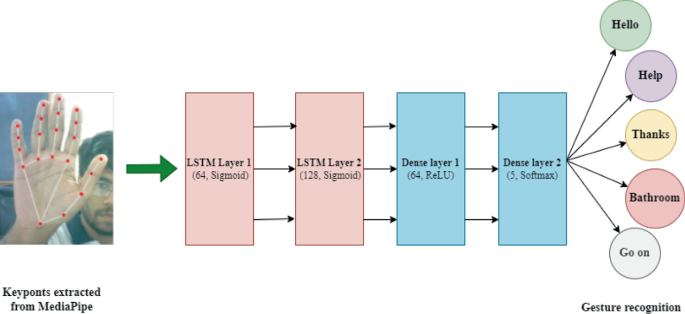 Hello
Help
Thanks
Bathroom
Go on
LSTM Layer 1
(64, Sigmoid)
LSTM Layer 2
(128, Sigmoid)
Dense layer 1
(64, ReLU)
Dense layer 2
(5, Softmax)
Keyponts extracted
from MediaPipe
Gesture recognition